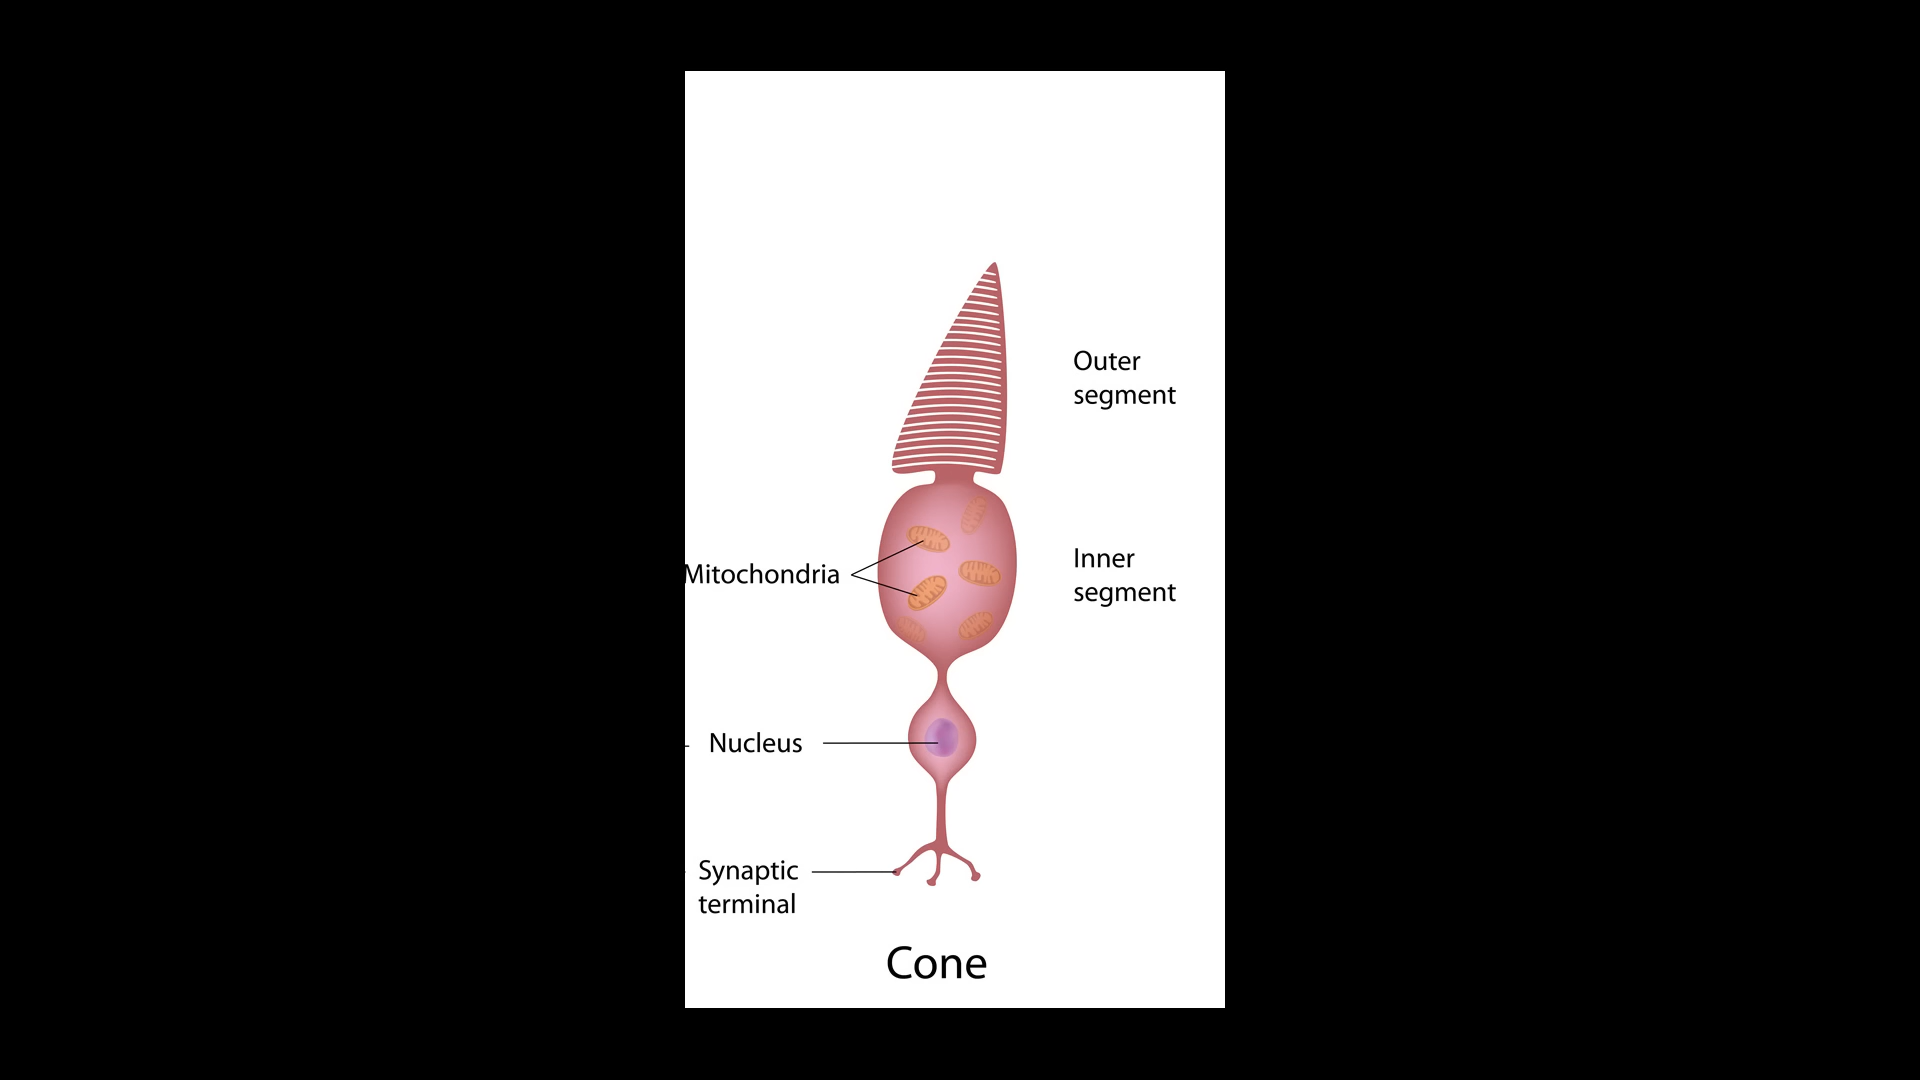 Outer
segment
Mitochondria
Inner
segment
Nucleus
Synaptic
terminal
Cone